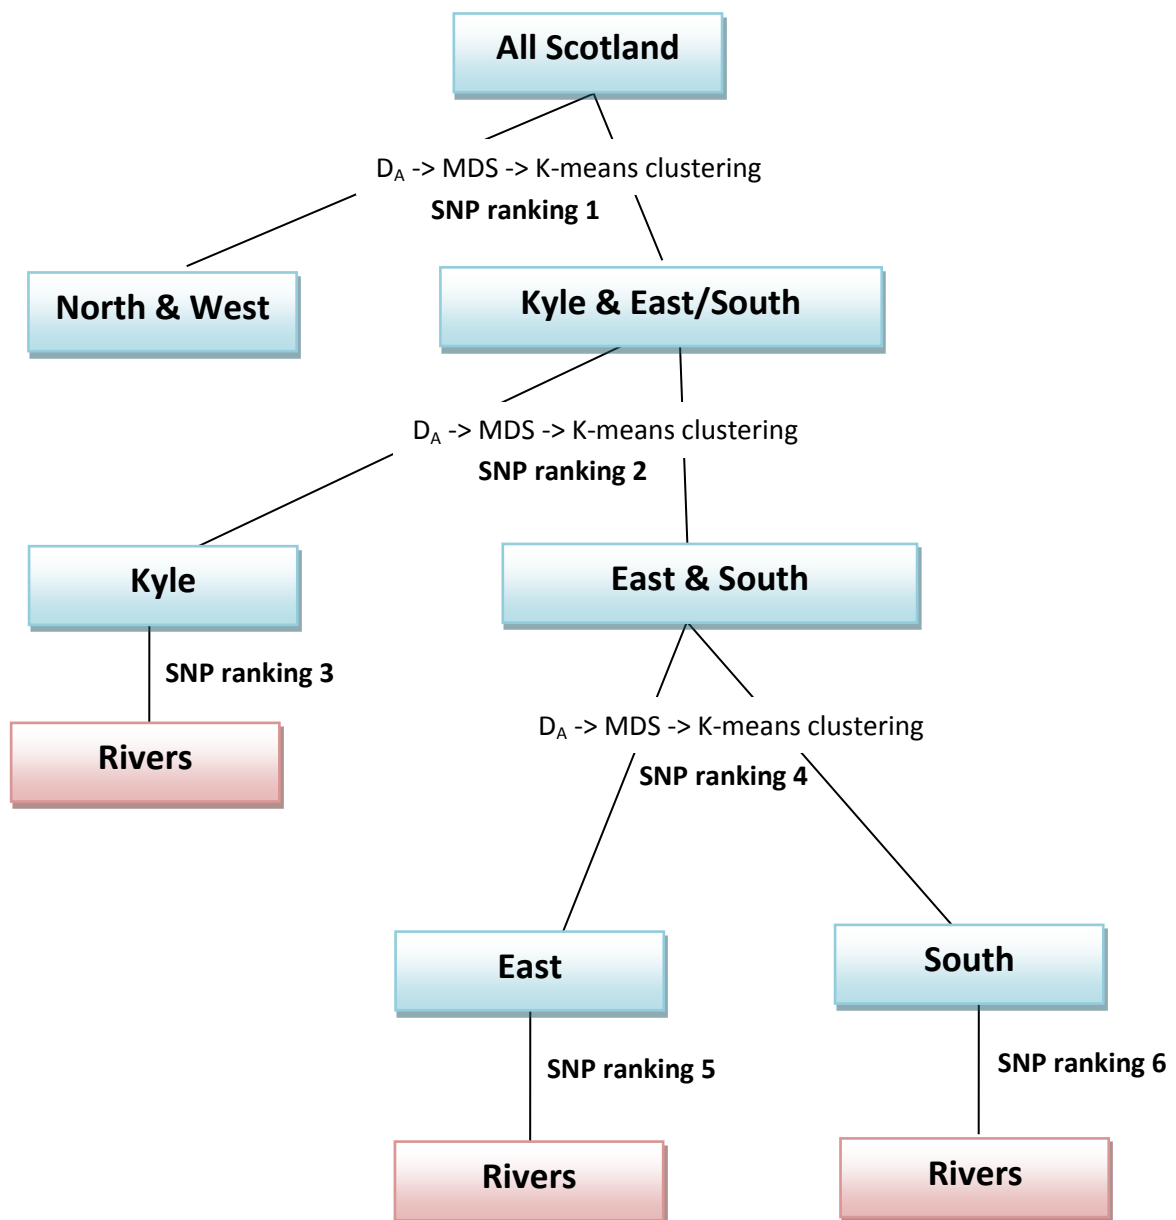 All Scotland
DA -> MDS -> K-means clustering
SNP ranking 1
North & West
Kyle & East/South
DA -> MDS -> K-means clustering
SNP ranking 2
Kyle
East & South
SNP ranking 3
Rivers
DA -> MDS -> K-means clustering
SNP ranking 4
East
South
SNP ranking 5
SNP ranking 6
Rivers
Rivers